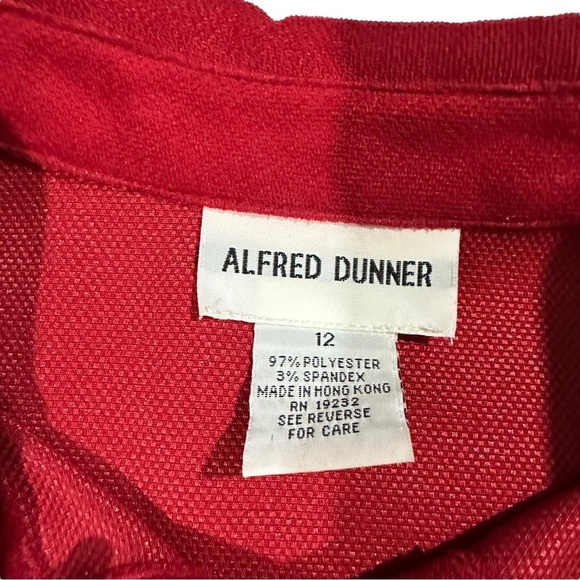 ALFRED DUNNER
12
97% POLYESTER
3% SPANDEX
MADE IN HONG KONG
RN 19232
SEE REVERSE
FOR CARE